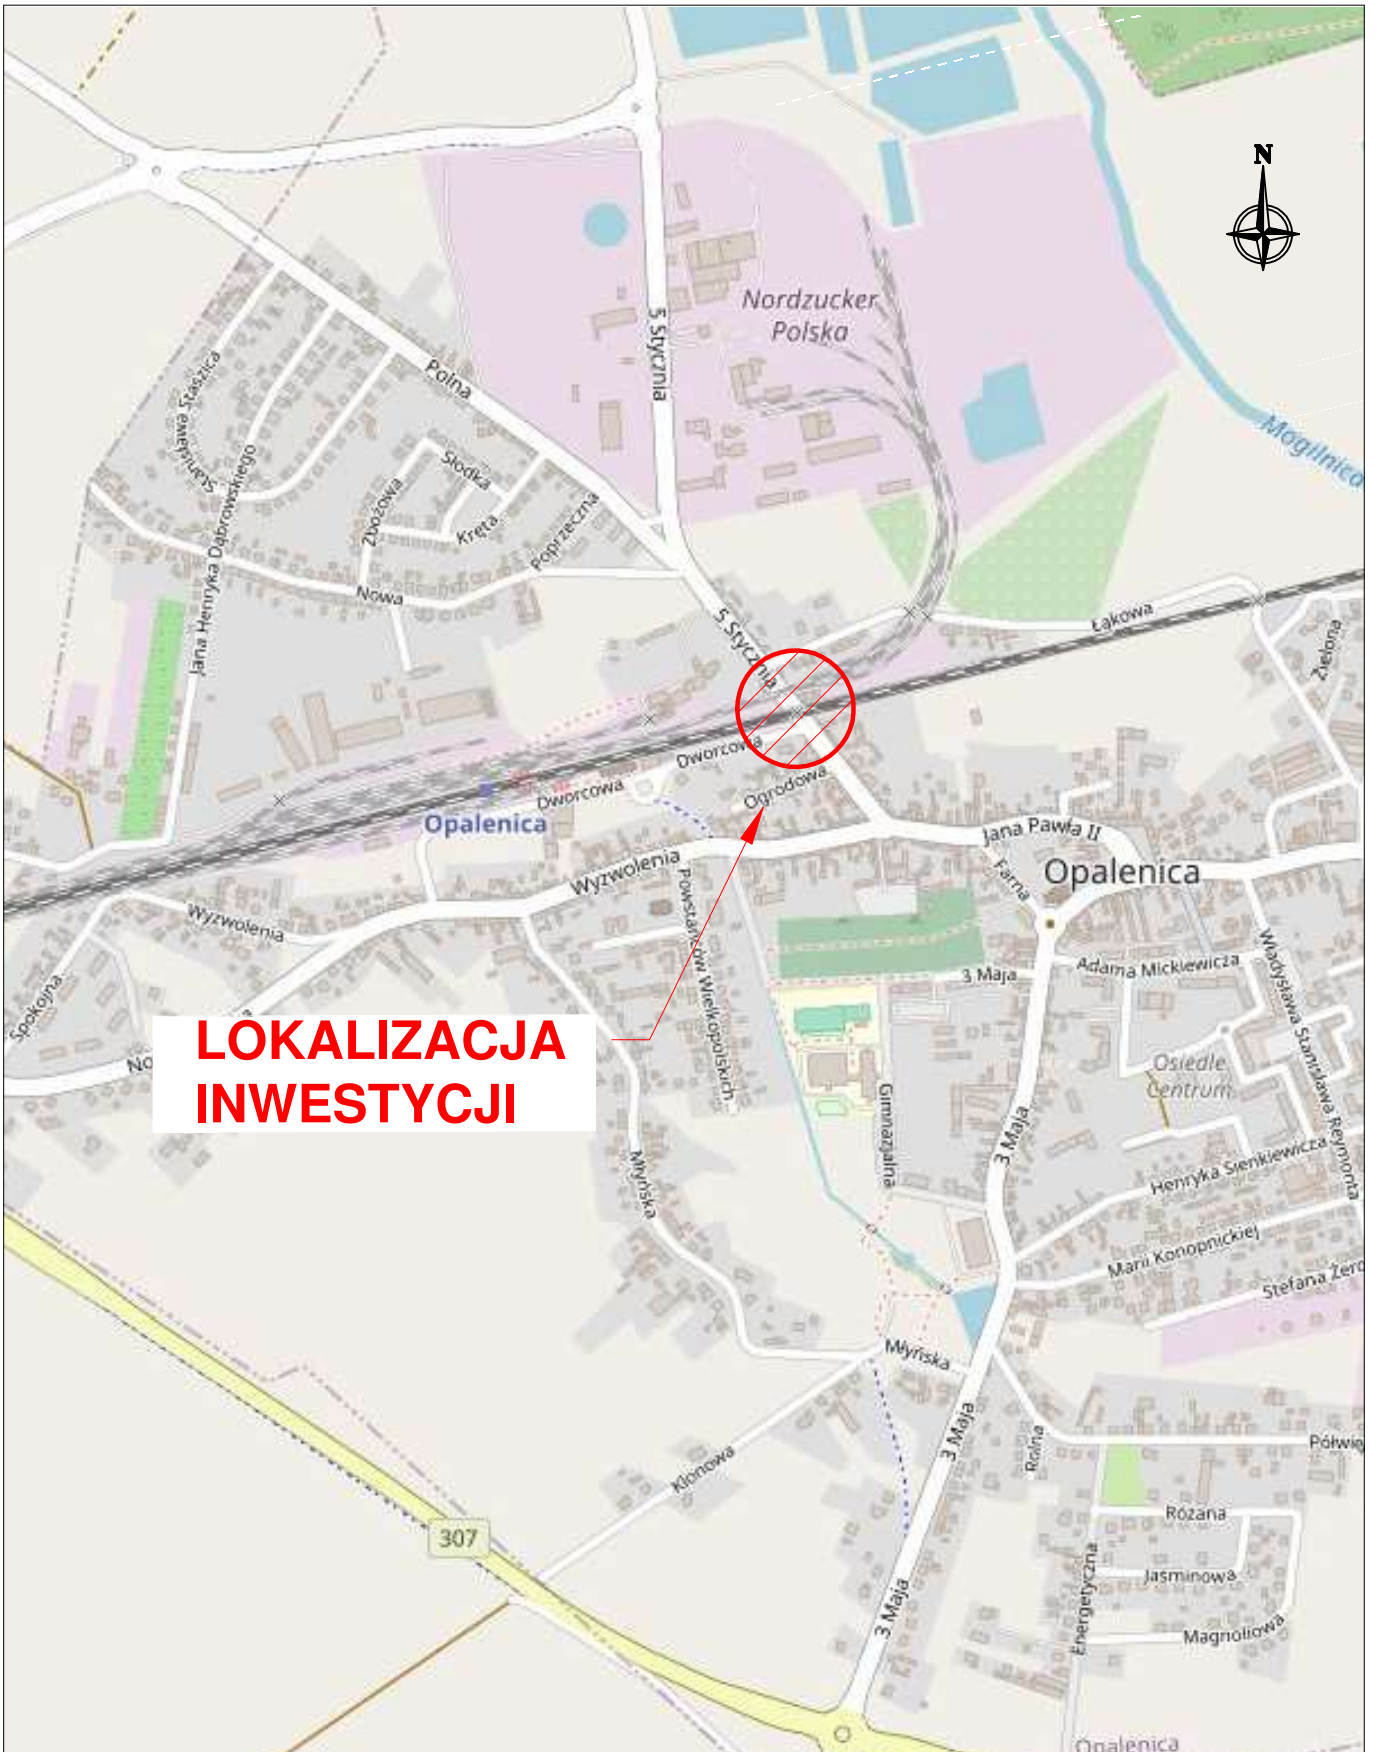 N
Nordzucker
Polska
5 Stycznia
Polna
Stanisława Staszica
Jana Henryka Dąbrowskiego
Słodka
Zbożowa
Kręta
Poprzeczna
Nowa
Mogilnica
5 Stycznia
Łąkowa
Zielona
Dworcowa
Dworcowa
Ogrodowa
Opalenica
Jana Pawła II
Opalenica
Farna
Wyzwolenia
Wyzwolenia
Powstańców Wielkopolskich
3 Maja
Adama Mickiewicza
Władysława Stanisława Reymonta
Spokojna
No
LOKALIZACJA
INWESTYCJI
Osiedle
Centrum
Gimnazjalna
3 Maja
Młyńska
Henryka Sienkiewicza
Marii Konopnickiej
Stefana Żero
Młyńska
3 Maja
Rolna
Półwie
Klonowa
307
Różana
Jaśminowa
Energetyczna
Magnoliowa
3 Maja
Opalenica